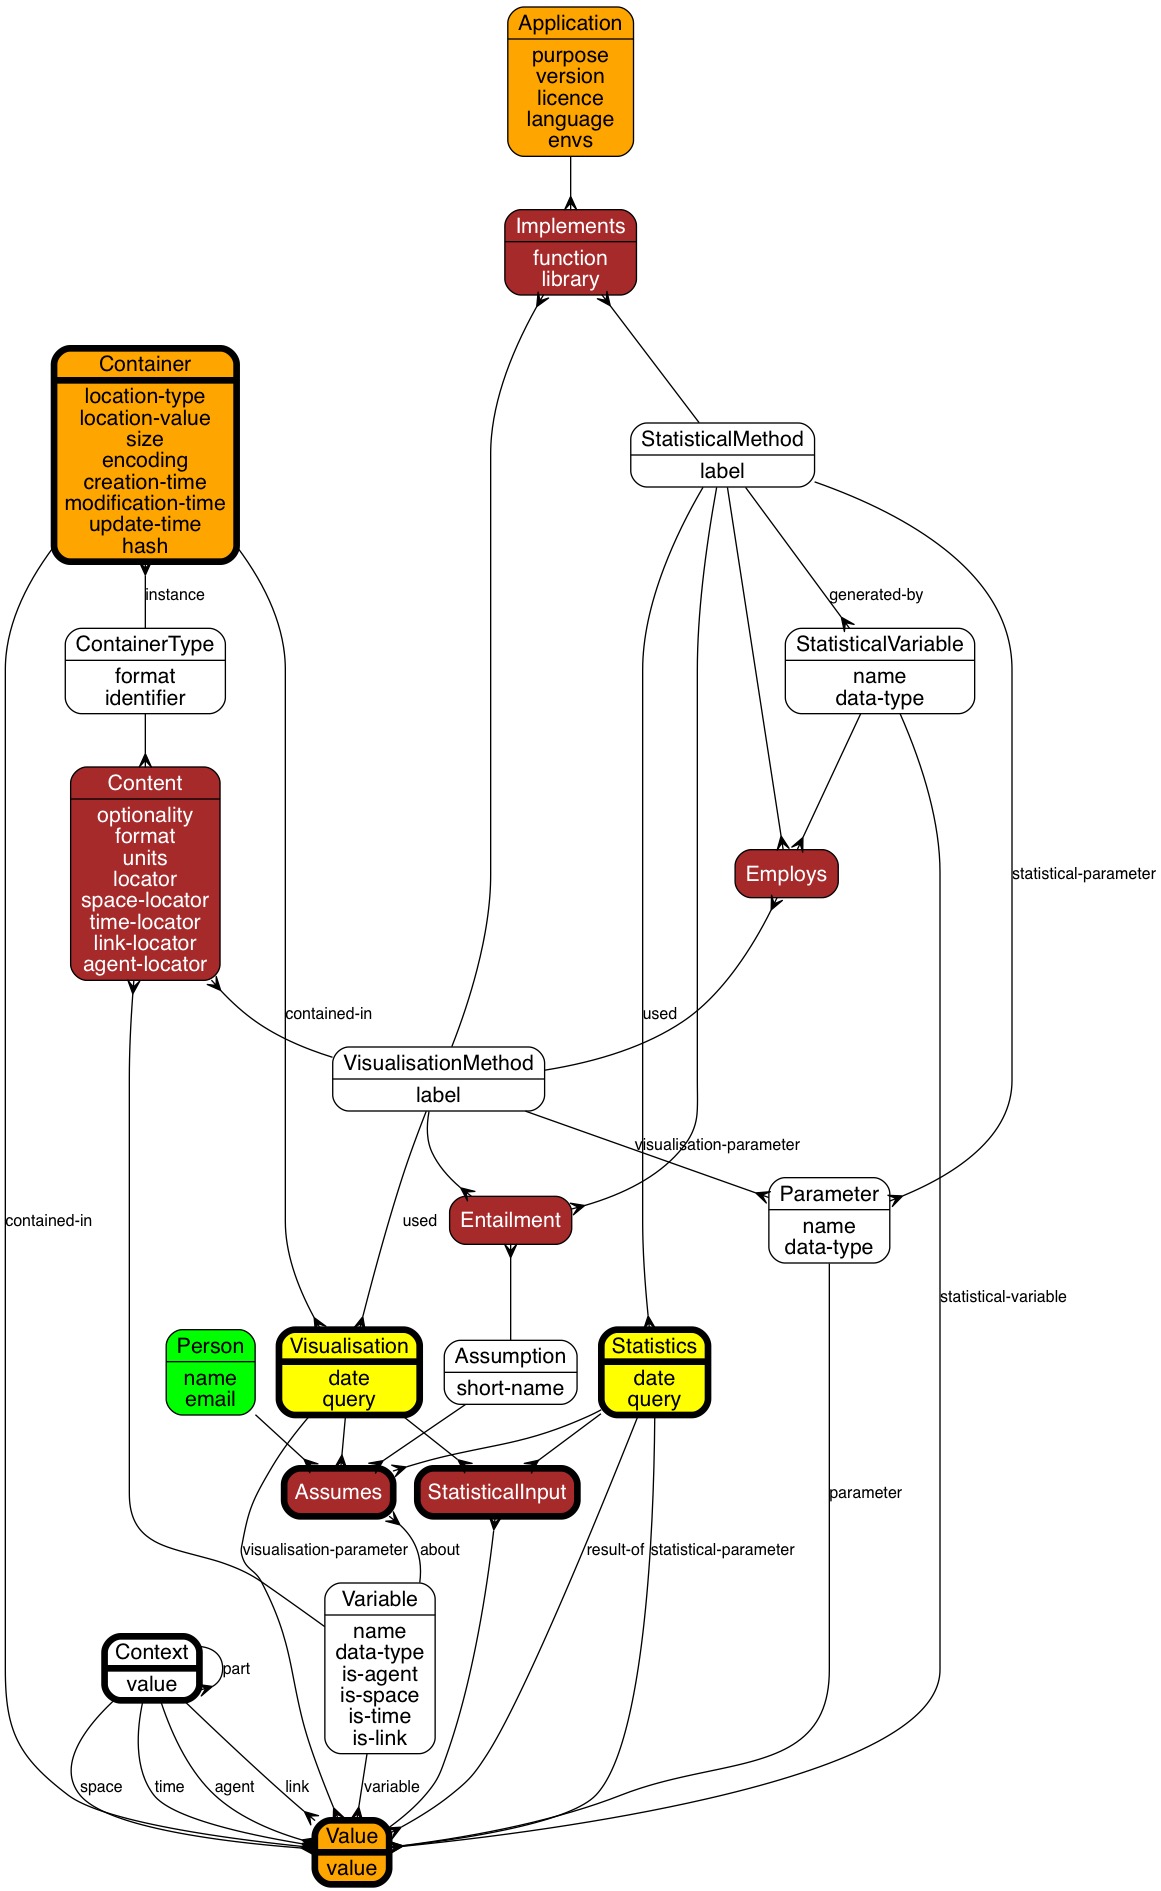 Application
purpose
version
licence
language
envs
Implements
function
library
Container
location-type
location-value
size
encoding
creation-time
modification-time
update-time
hash
StatisticalMethod
label
instance
generated-by
ContainerType
format
identifier
StatisticalVariable
name
data-type
Content
optionality
format
units
locator
space-locator
time-locator
link-locator
agent-locator
Employs
statistical-parameter
contained-in
used
VisualisationMethod
label
visualisation-parameter
Parameter
name
data-type
contained-in
used
Entailment
statistical-variable
Person
name
email
Visualisation
date
query
Assumption
short-name
Statistics
date
query
Assumes
StatisticalInput
parameter
visualisation-parameter
about
result-of
statistical-parameter
Variable
name
data-type
is-agent
is-space
is-time
is-link
Context
value
part
space
time
agent
link
variable
Value
value